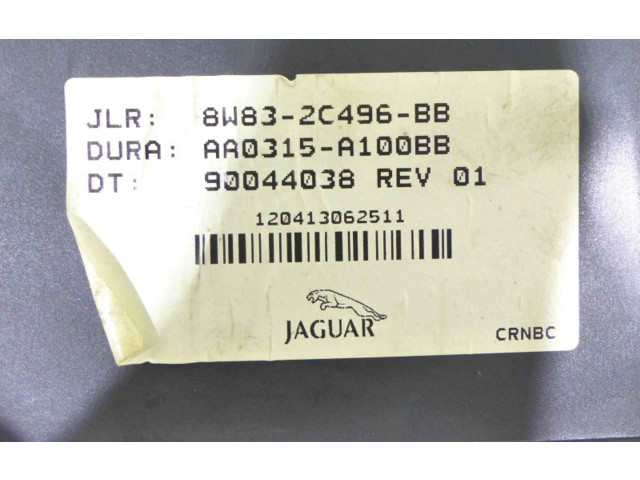 JLR: 8W83-2C496-BB
DURA: AA0315-A100BB
DT: 90044038 REV 01
120413062511
JAGUAR
CRNBC